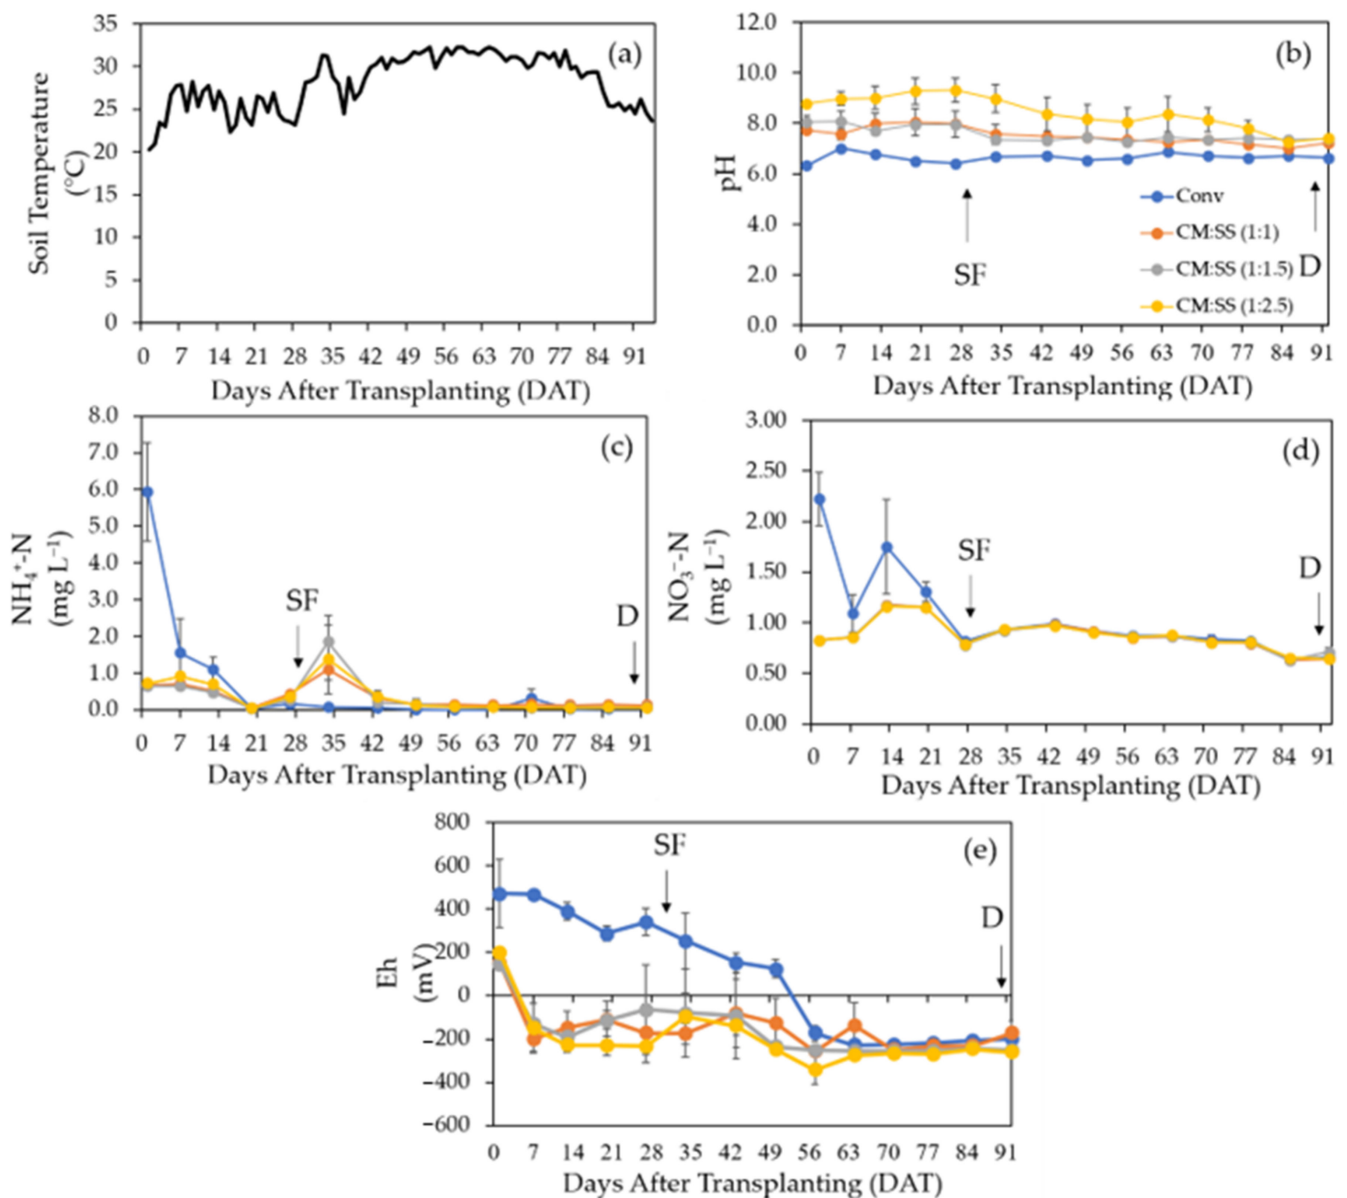 (a)
Soil Temperature
(°C)
35
30
25
20
15
10
5
0
0 7 14 21 28 35 42 49 56 63 70 77 84 91
Days After Transplanting (DAT)
(b)
pH
12.0
10.0
8.0
6.0
4.0
2.0
0.0
Conv
CM:SS (1:1)
CM:SS (1:1.5)
CM:SS (1:2.5)
SF
D
0 7 14 21 28 35 42 49 56 63 70 77 84 91
Days After Transplanting (DAT)
(c)
NH₄⁺-N
(mg L⁻¹)
8.0
7.0
6.0
5.0
4.0
3.0
2.0
1.0
0.0
SF
D
0 7 14 21 28 35 42 49 56 63 70 77 84 91
Days After Transplanting (DAT)
(d)
NO₃⁻-N
(mg L⁻¹)
3.00
2.50
2.00
1.50
1.00
0.50
0.00
SF
D
0 7 14 21 28 35 42 49 56 63 70 77 84 91
Days After Transplanting (DAT)
(e)
Eh
(mV)
800
600
400
200
0
−200
−400
−600
SF
D
0 7 14 21 28 35 42 49 56 63 70 77 84 91
Days After Transplanting (DAT)